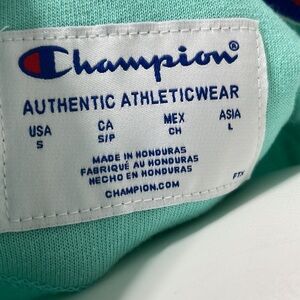 Champion®
AUTHENTIC ATHLETICWEAR
USA CA MEX ASIA
S S/P CH L
MADE IN HONDURAS
FABRIQUÉ AU HONDURAS
HECHO EN HONDURAS
CHAMPION.COM
FTX